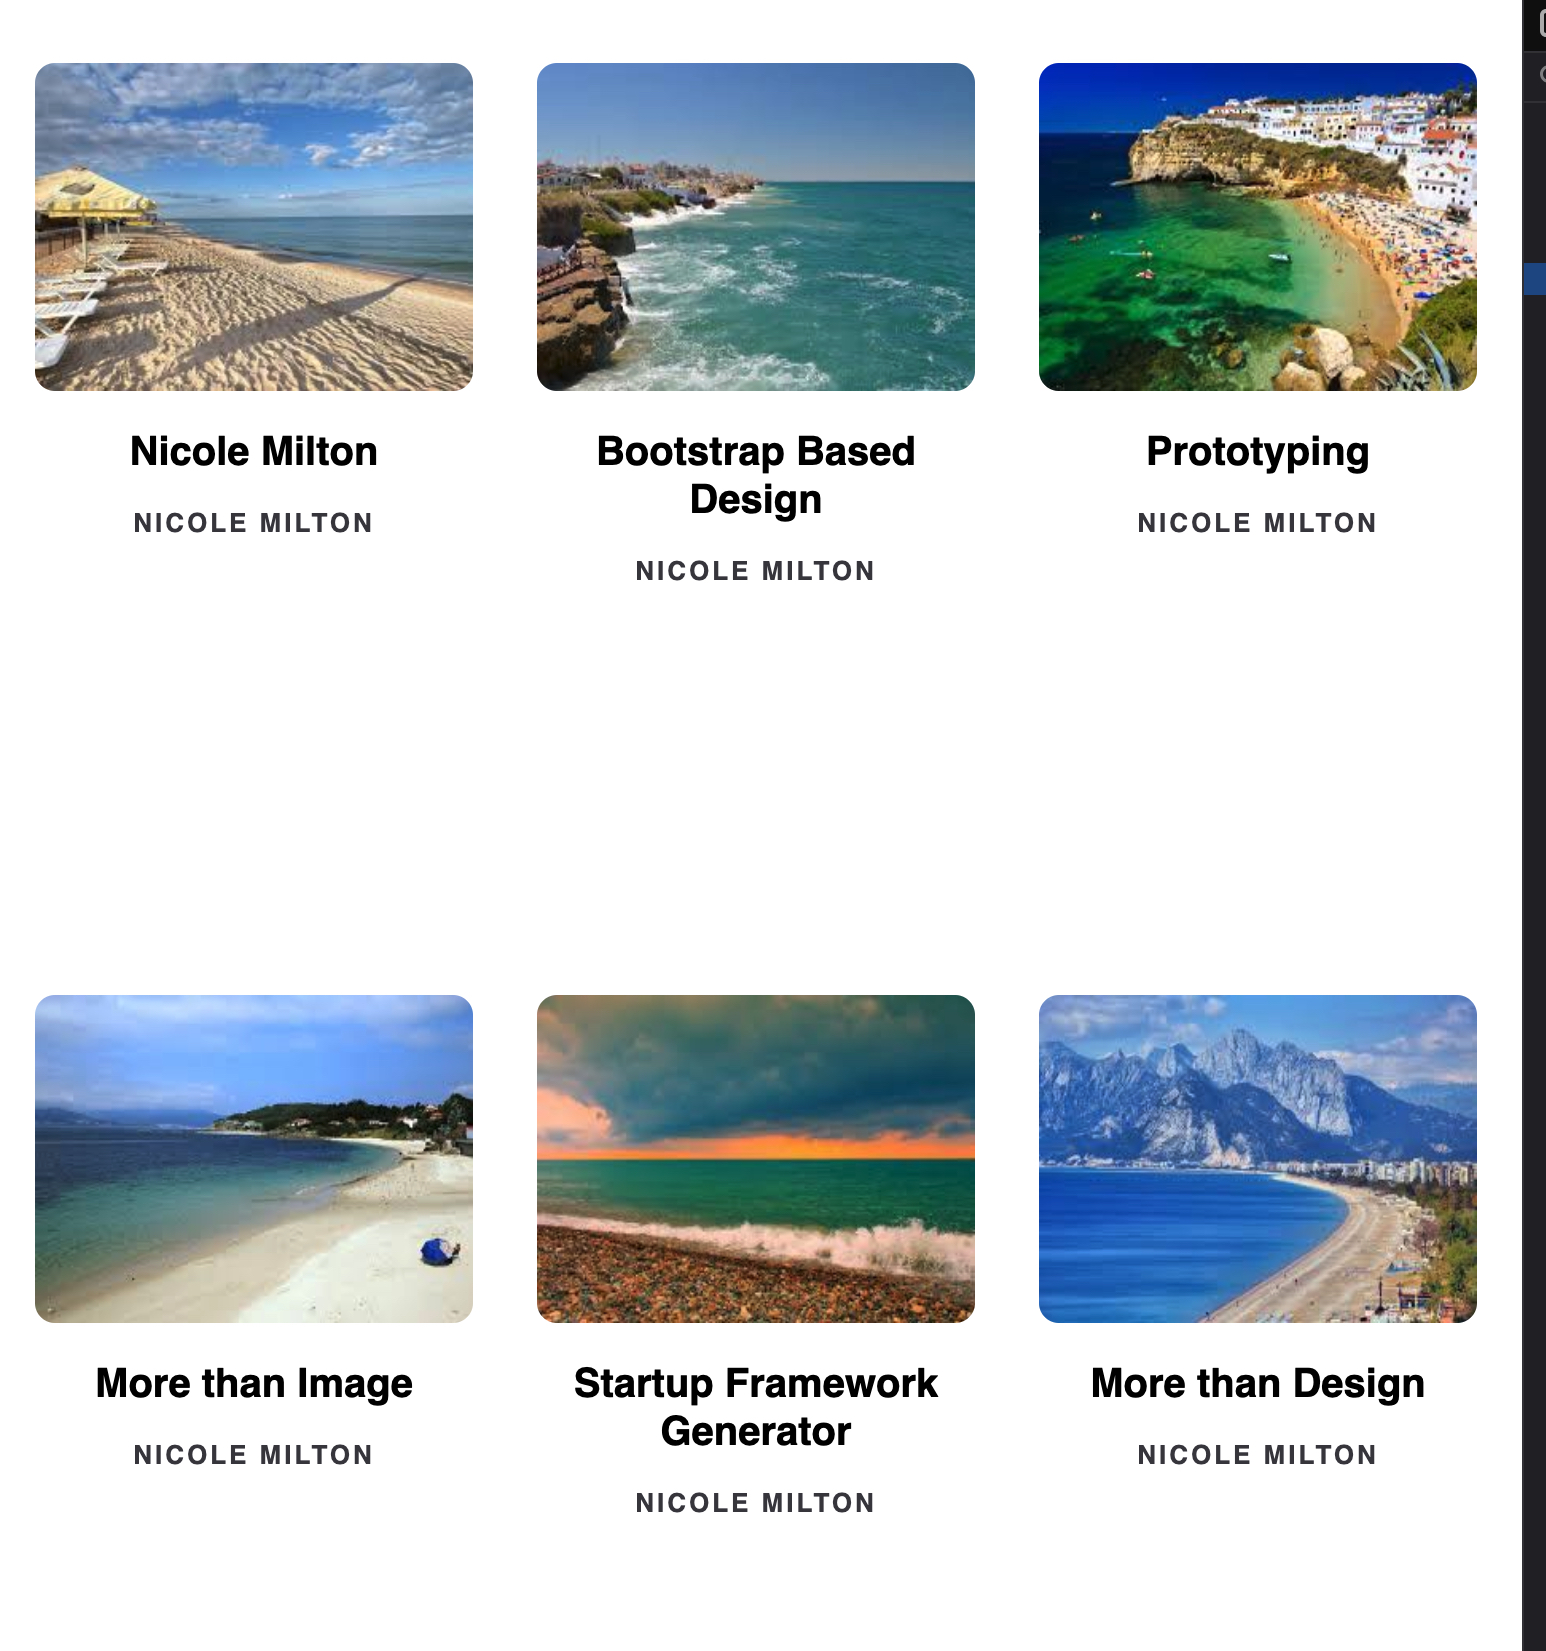 Nicole Milton
NICOLE MILTON
Bootstrap Based
Design
NICOLE MILTON
Prototyping
NICOLE MILTON
More than Image
NICOLE MILTON
Startup Framework
Generator
NICOLE MILTON
More than Design
NICOLE MILTON